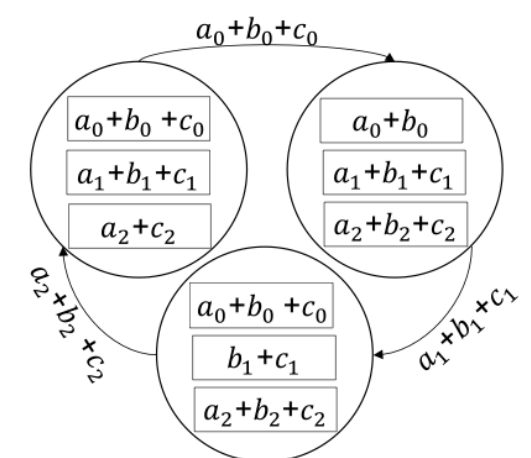 a₀+b₀+c₀
a₀+b₀ +c₀
a₁+b₁+c₁
a₂+c₂
a₀+b₀
a₁+b₁+c₁
a₂+b₂+c₂
a₂+b₂ +c₂
a₀+b₀ +c₀
b₁+c₁
a₂+b₂+c₂
a₁+b₁+c₁